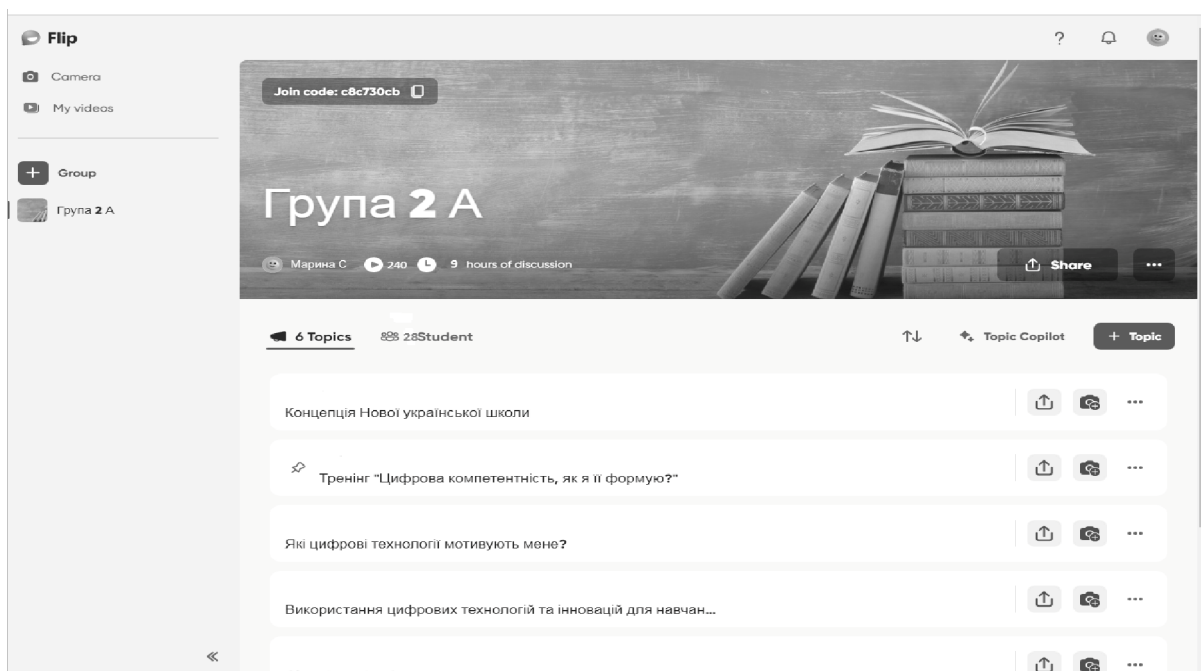 Flip
?
Camera
My videos
Group
Група 2 А
Join code: c8c730cb
Група 2 А
Марина С 240 9 hours of discussion
Share
6 Topics 28Student
Topic Copilot
+ Topic
Концепція Нової української школи
Тренінг "Цифрова компетентність, як я її формую?"
Які цифрові технології мотивують мене?
Використання цифрових технологій та інновацій для навчан...